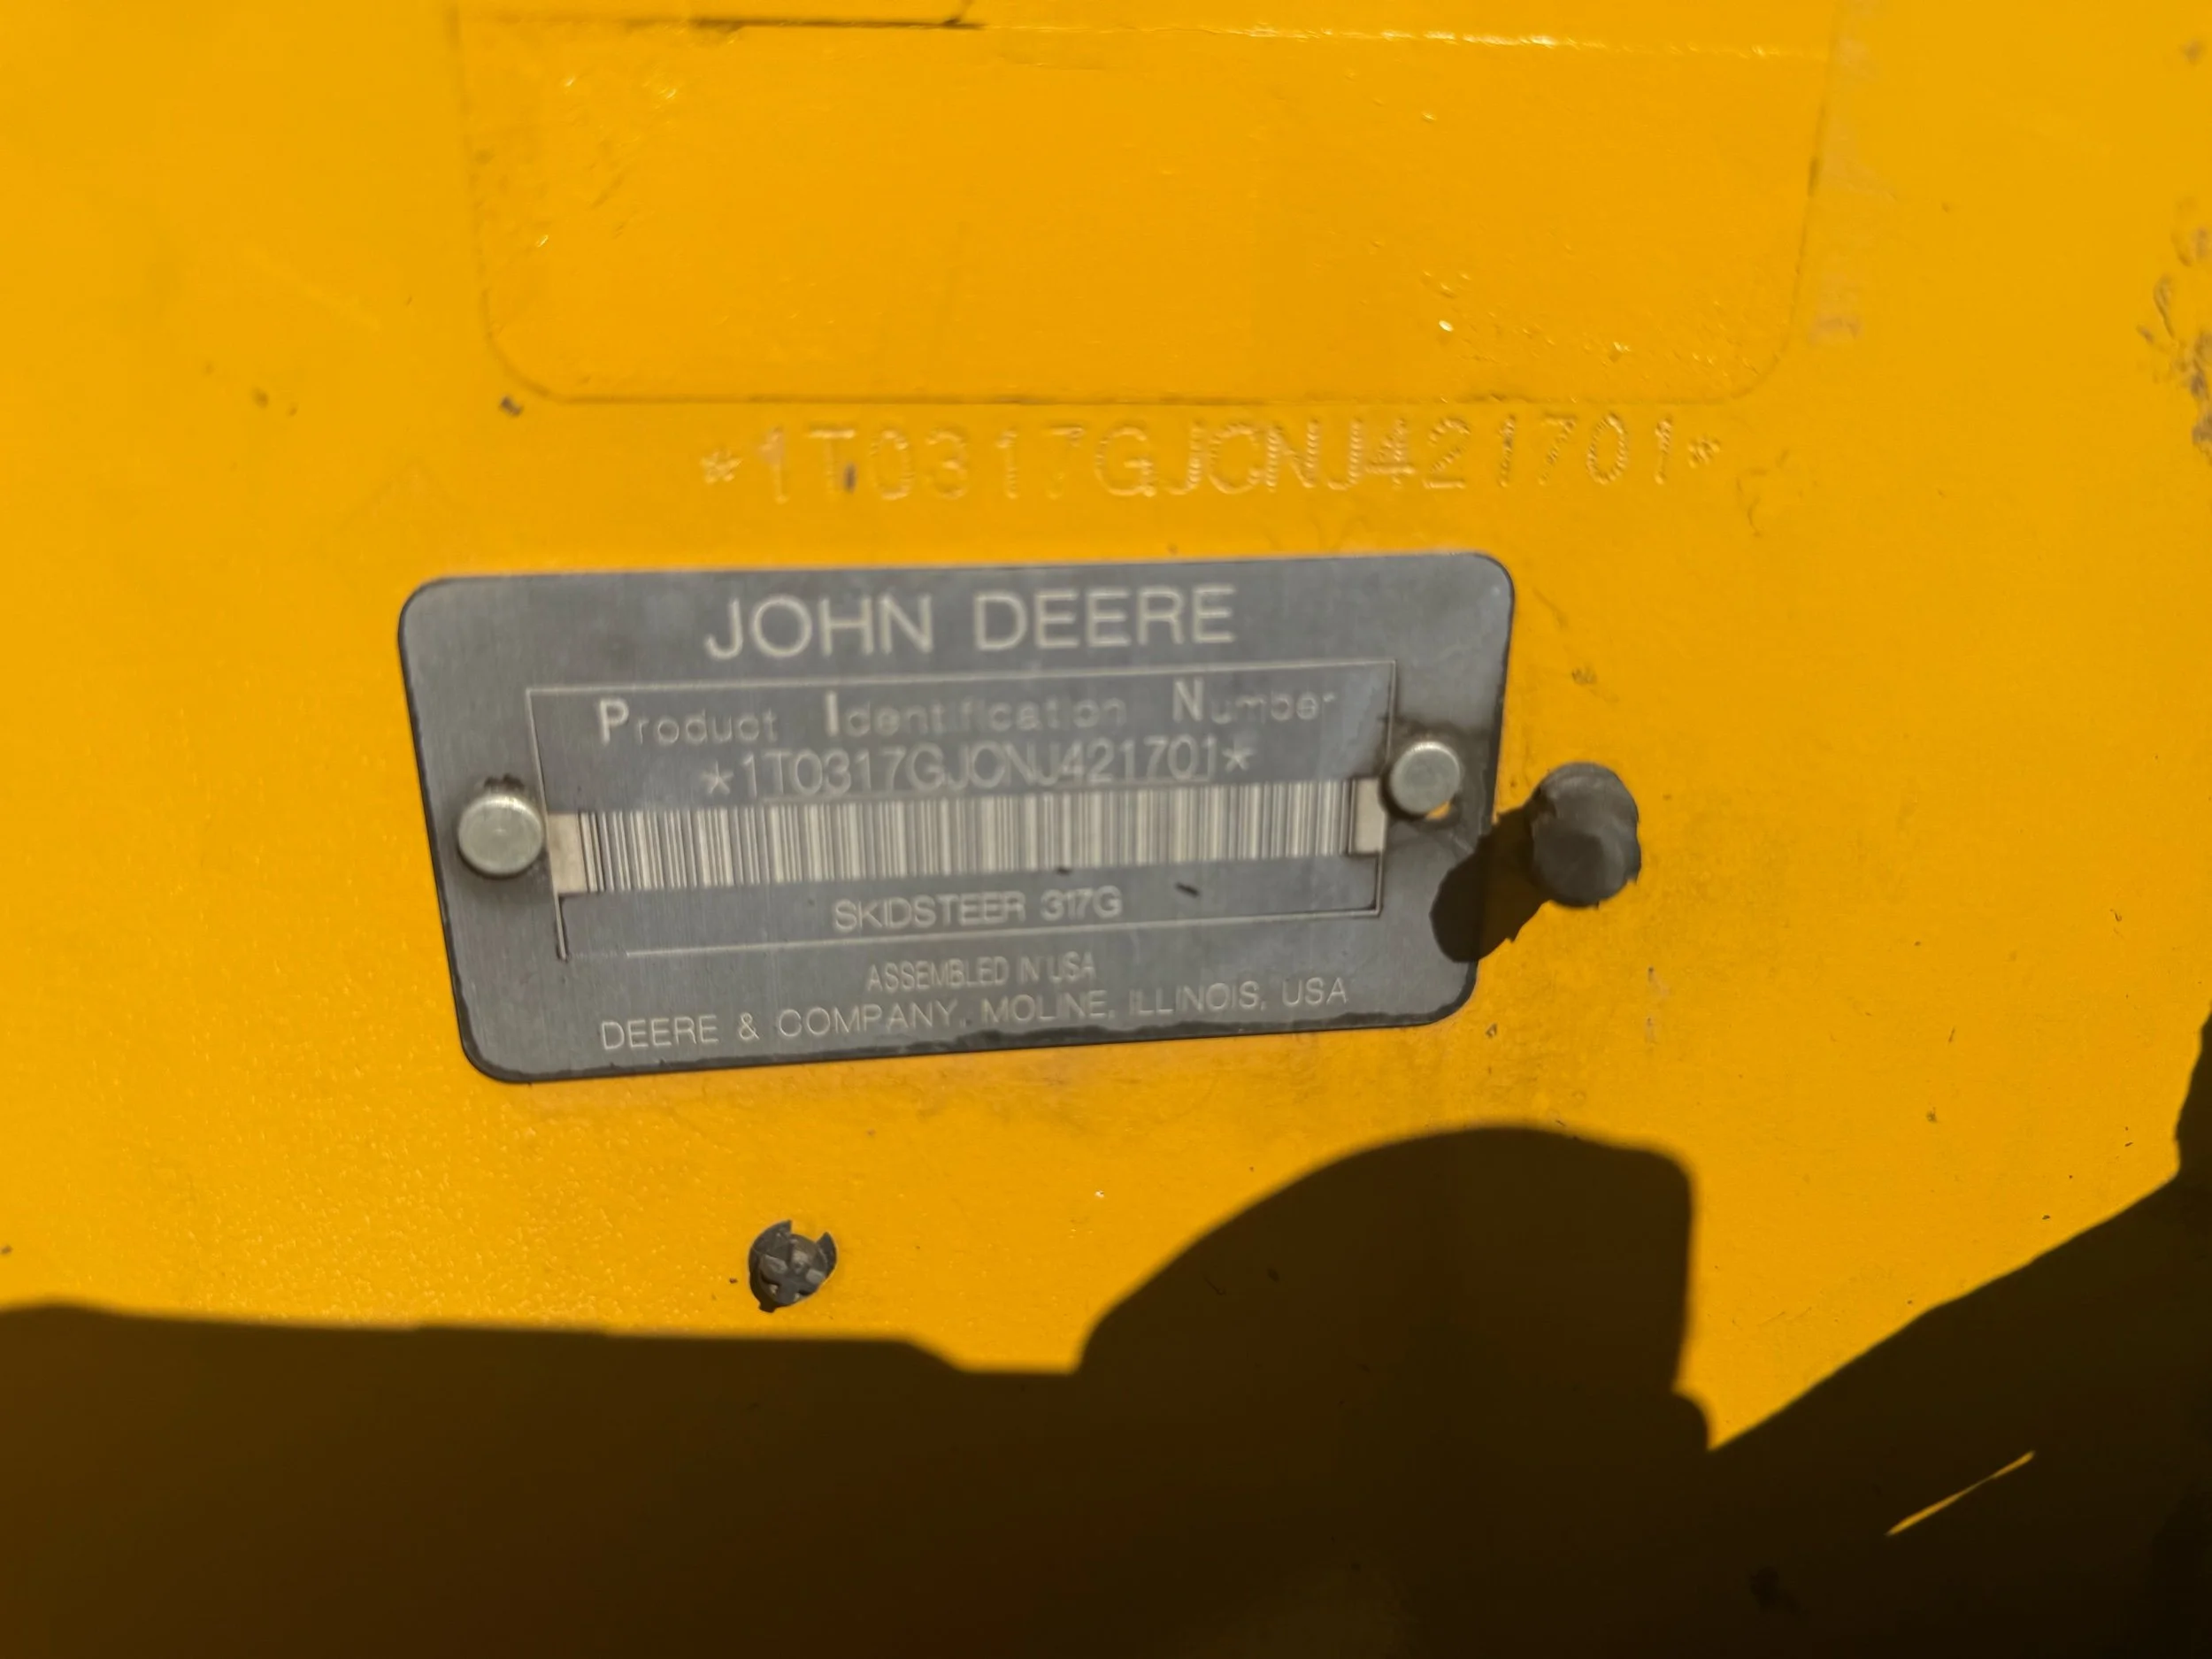 *1T0317GJCNJ421701*
JOHN DEERE
Product Identification Number
*1T0317GJCNJ421701*
SKIDSTEER 317G
ASSEMBLED IN USA
DEERE & COMPANY, MOLINE, ILLINOIS, USA